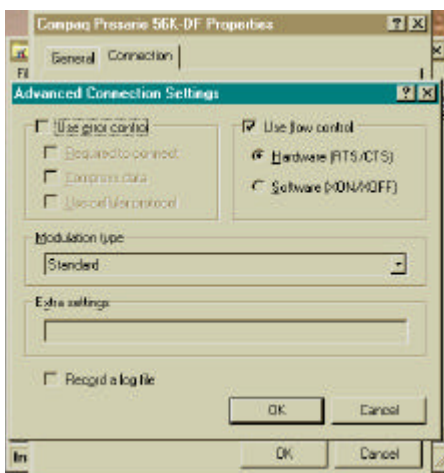 Compaq Presario 56K-DF Properties
General Connection
Advanced Connection Settings
Use error control
Required to connect
Compress data
Use cellular protocol
Use flow control
Hardware (RTS/CTS)
Software (XON/XOFF)
Modulation type
Standard
Extra settings
Record a log file
OK Cancel
OK Cancel